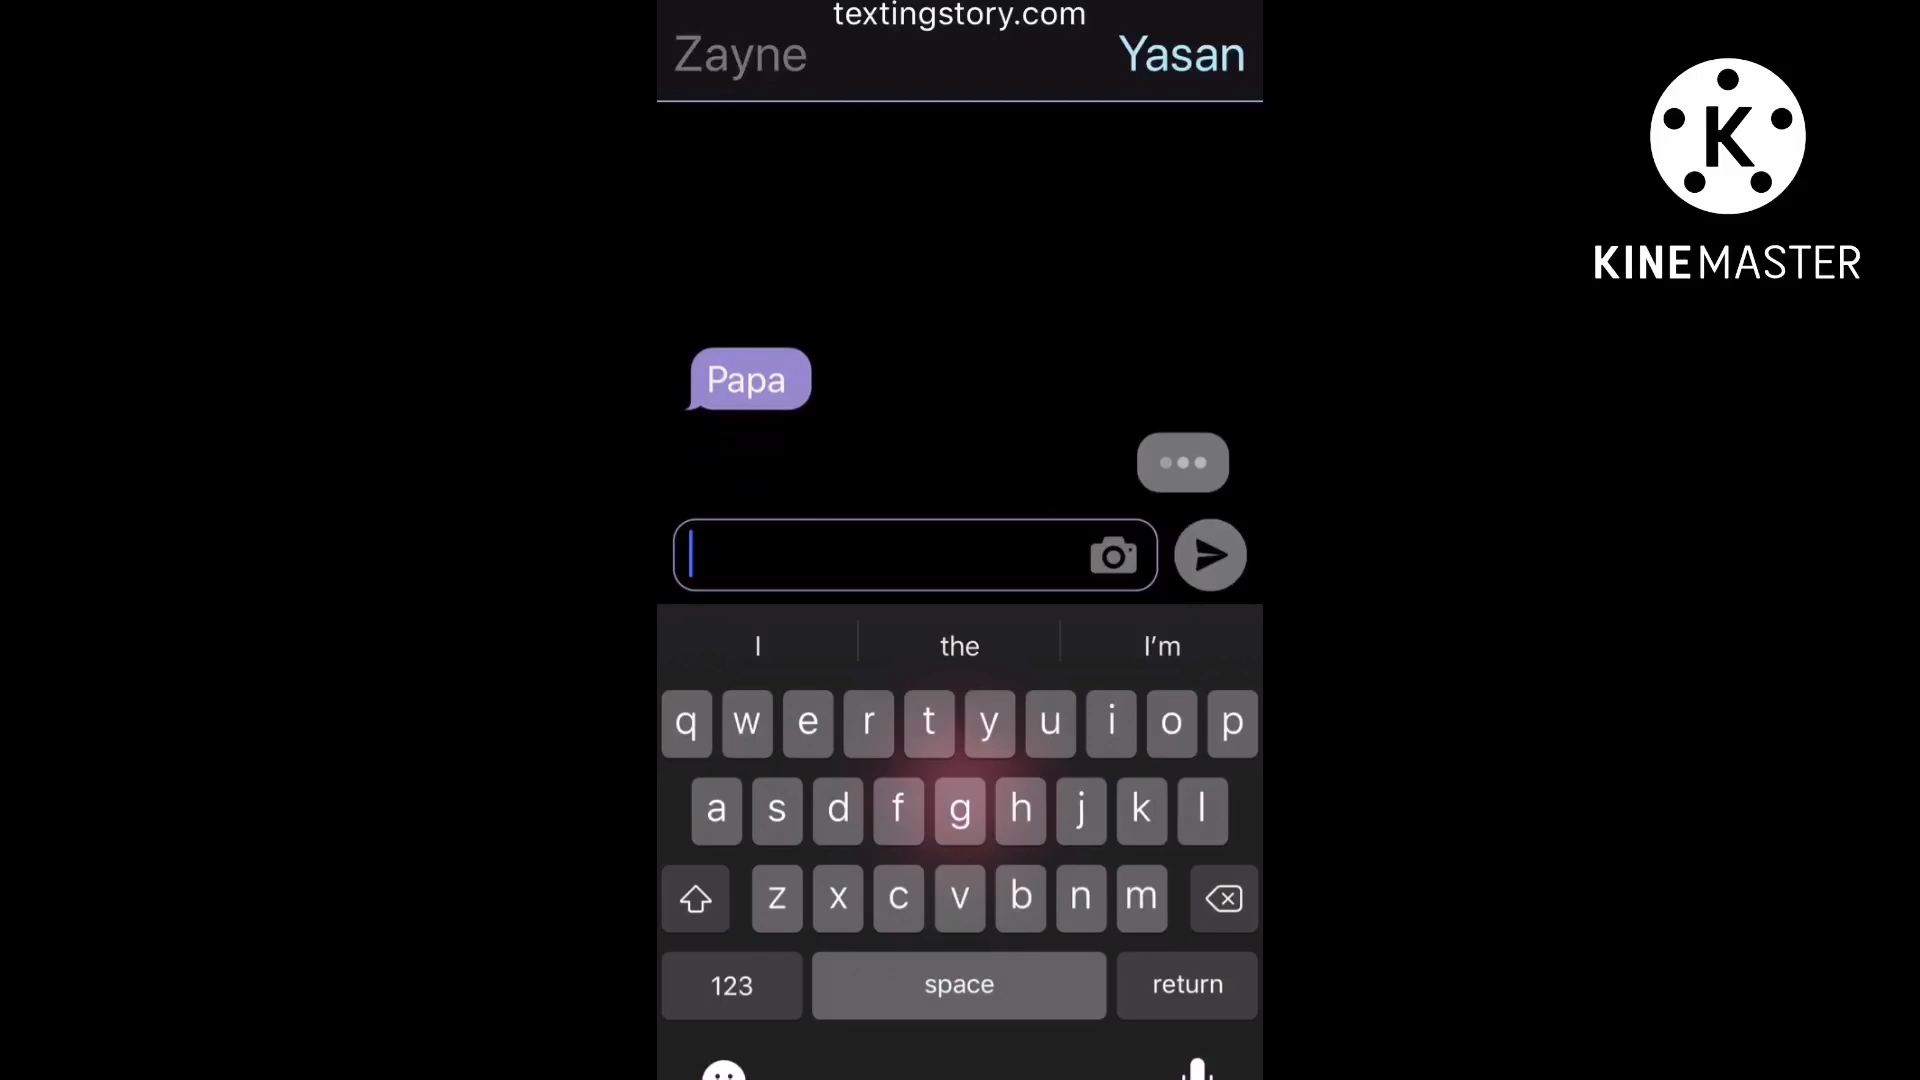 textingstory.com
Zayne Yasan
K
KINEMASTER
Papa
I the I'm
q w e r t y u i o p
a s d f g h j k l
z x c v b n m
123 space return